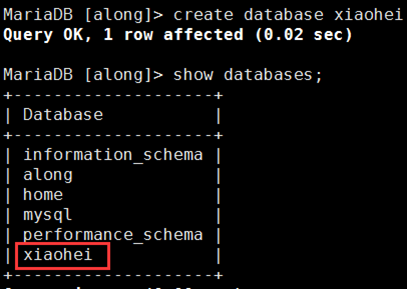 MariaDB [along]> create database xiaohei
Query OK, 1 row affected (0.02 sec)
MariaDB [along]> show databases;
+--------------------+
| Database           |
+--------------------+
| information_schema |
| along              |
| home               |
| mysql              |
| performance_schema |
| xiaohei            |
+--------------------+